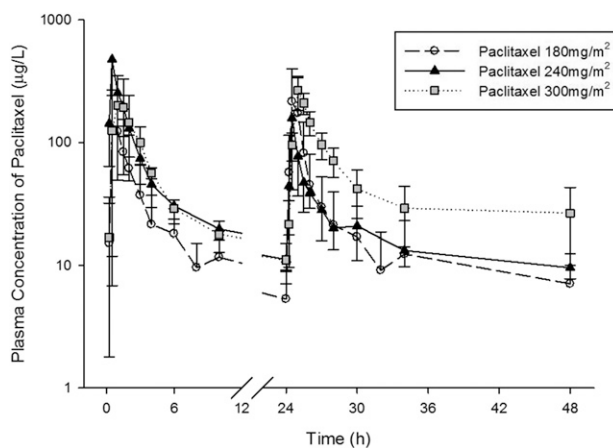 1000
100
10
1
Plasma Concentration of Paclitaxel (µg/L)
Paclitaxel 180mg/m²
Paclitaxel 240mg/m²
Paclitaxel 300mg/m²
0 6 12 24 30 36 42 48
Time (h)